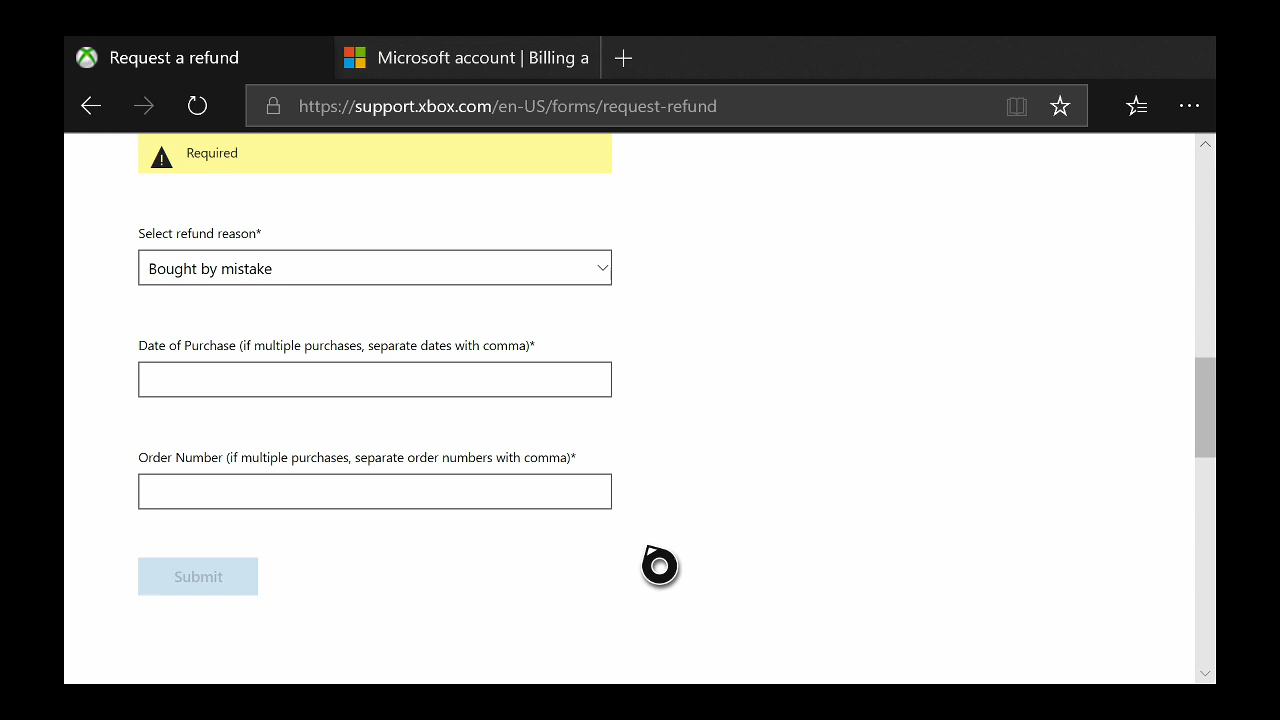 Request a refund
Microsoft account | Billing a
https://support.xbox.com/en-US/forms/request-refund
Required
Select refund reason*
Bought by mistake
Date of Purchase (if multiple purchases, separate dates with comma)*
Order Number (if multiple purchases, separate order numbers with comma)*
Submit